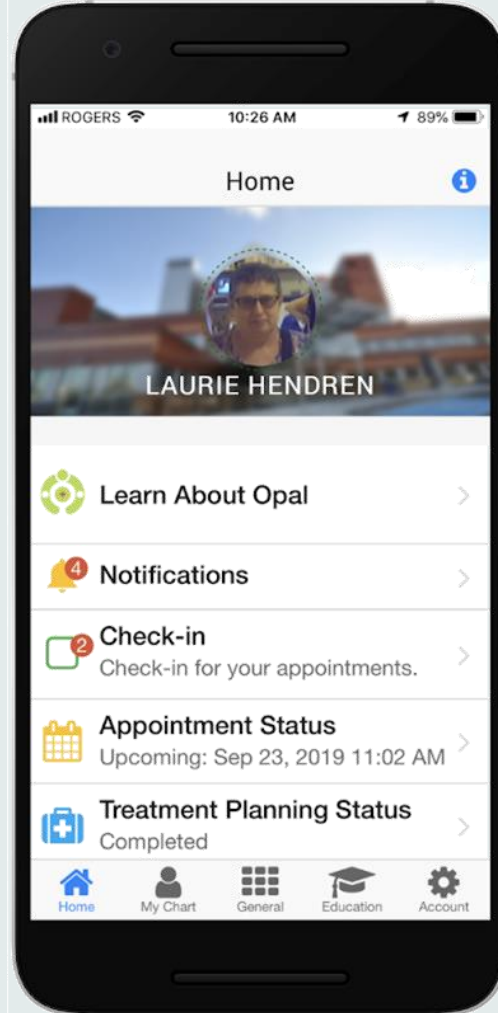 ROGERS 10:26 AM 89%
Home
LAURIE HENDREN
Learn About Opal
4
Notifications
2
Check-in
Check-in for your appointments.
Appointment Status
Upcoming: Sep 23, 2019 11:02 AM
Treatment Planning Status
Completed
Home My Chart General Education Account